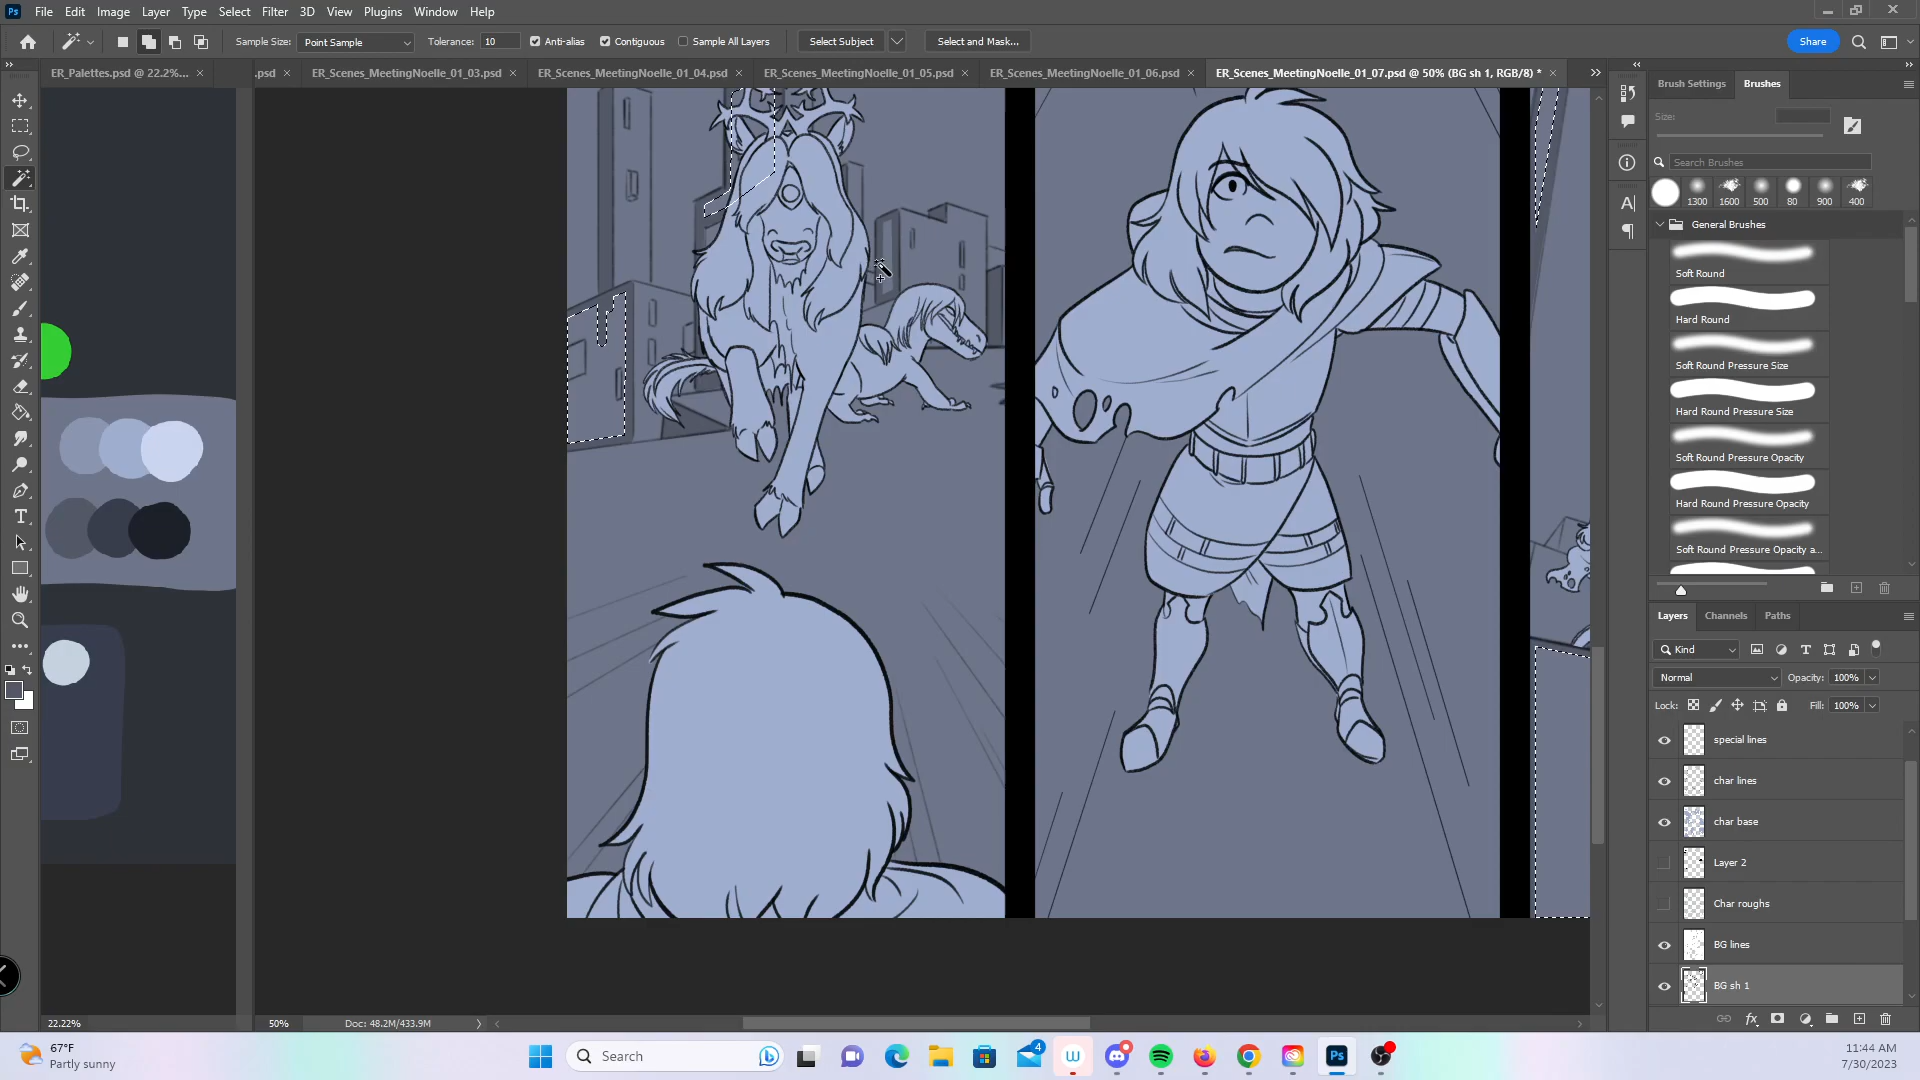 Ps File Edit Image Layer Type Select Filter 3D View Plugins Window Help
Sample Size: Point Sample Tolerance: 10 Anti-alias Contiguous Sample All Layers Select Subject Select and Mask... Share
ER_Palettes.psd @ 22.2%... × .psd × ER_Scenes_MeetingNoelle_01_03.psd × ER_Scenes_MeetingNoelle_01_04.psd × ER_Scenes_MeetingNoelle_01_05.psd × ER_Scenes_MeetingNoelle_01_06.psd × ER_Scenes_MeetingNoelle_01_07.psd @ 50% (BG sh 1, RGB/8) * ×
Brush Settings Brushes
Size:
Search Brushes
1300 1600 500 80 900 400
General Brushes
Soft Round
Hard Round
Soft Round Pressure Size
Hard Round Pressure Size
Soft Round Pressure Opacity
Hard Round Pressure Opacity
Soft Round Pressure Opacity a...
Layers Channels Paths
Kind
Normal Opacity: 100%
Lock: Fill: 100%
special lines
char lines
char base
Layer 2
Char roughs
BG lines
BG sh 1
22.22% 50% Doc: 48.2M/433.9M
67°F
Partly sunny
Search
4
Ps
11:44 AM
7/30/2023